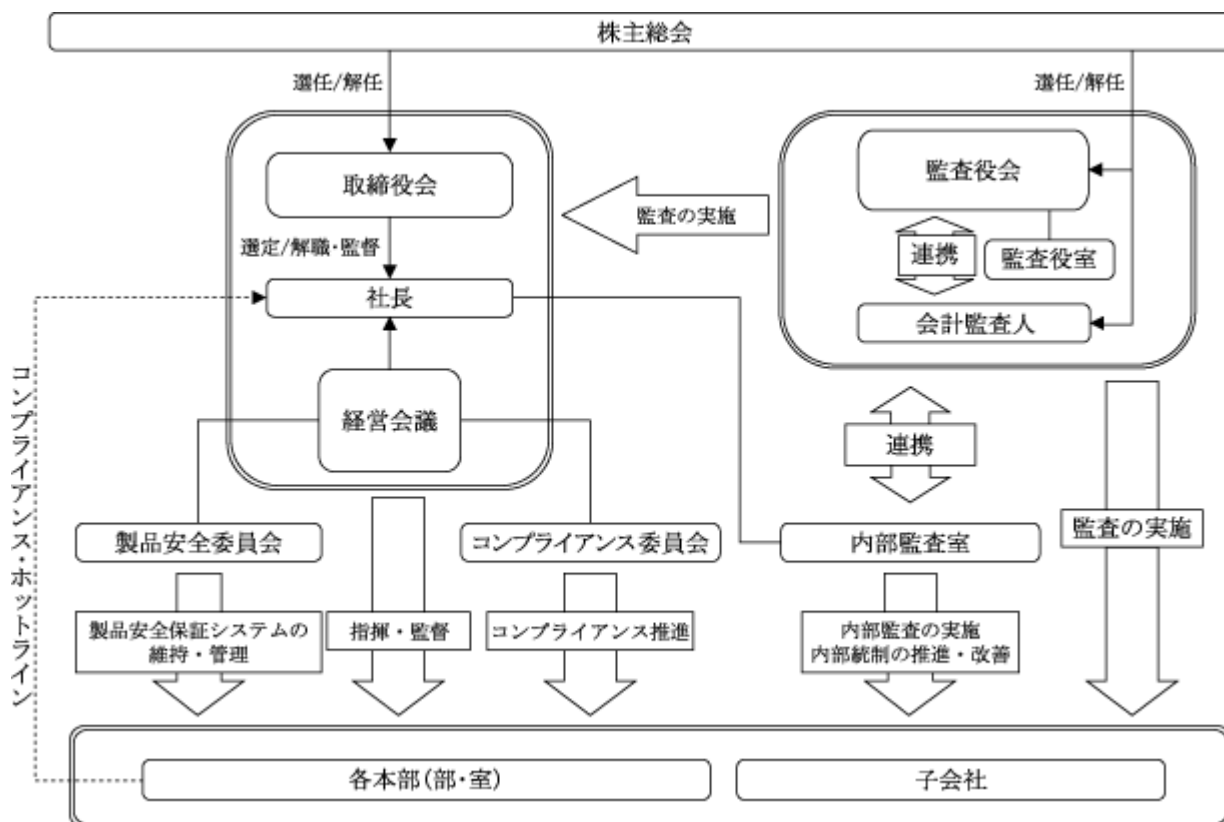 株主総会
選任/解任
選任/解任
取締役会
監査役会
監査の実施
選定/解職・監督
連携
監査役室
社長
会計監査人
コンプライアンス・ホットライン
経営会議
連携
製品安全委員会
コンプライアンス委員会
内部監査室
監査の実施
製品安全保証システムの
維持・管理
指揮・監督
コンプライアンス推進
内部監査の実施
内部統制の推進・改善
各本部(部・室)
子会社